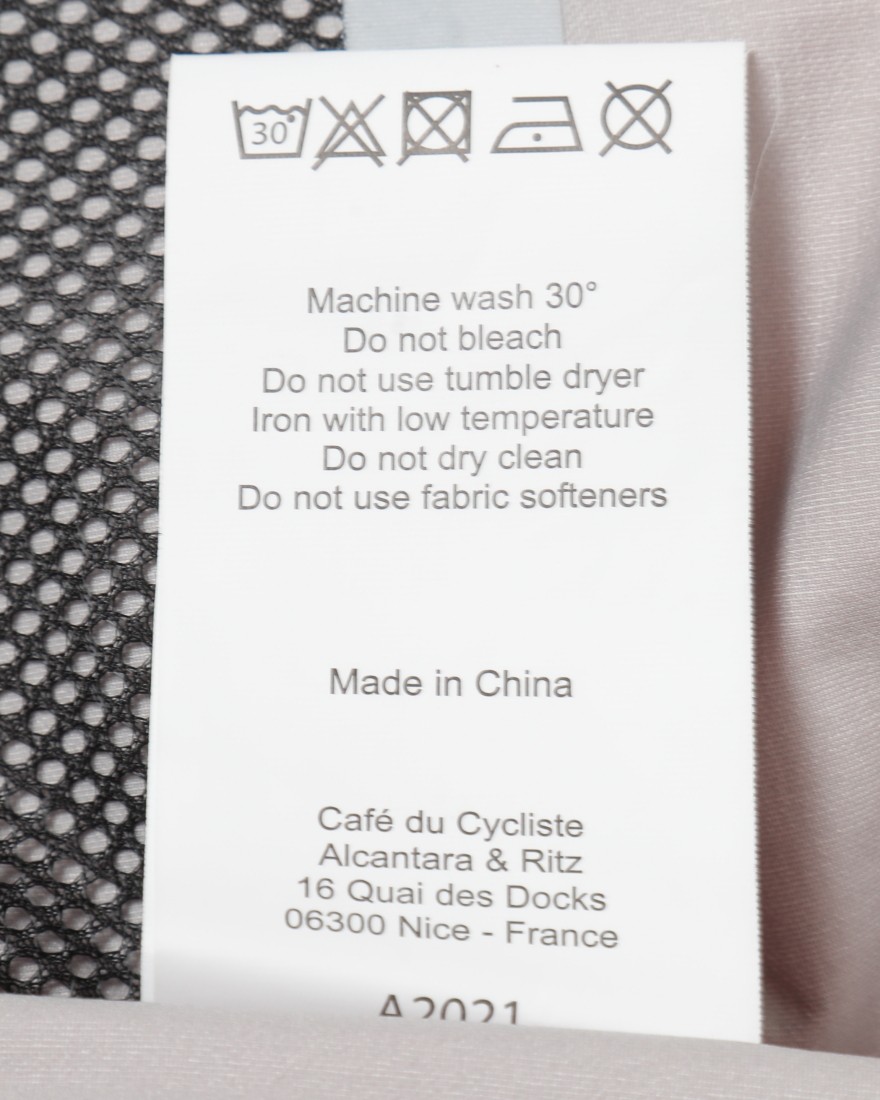 30°
Machine wash 30°
Do not bleach
Do not use tumble dryer
Iron with low temperature
Do not dry clean
Do not use fabric softeners
Made in China
Café du Cycliste
Alcantara & Ritz
16 Quai des Docks
06300 Nice - France
A2021